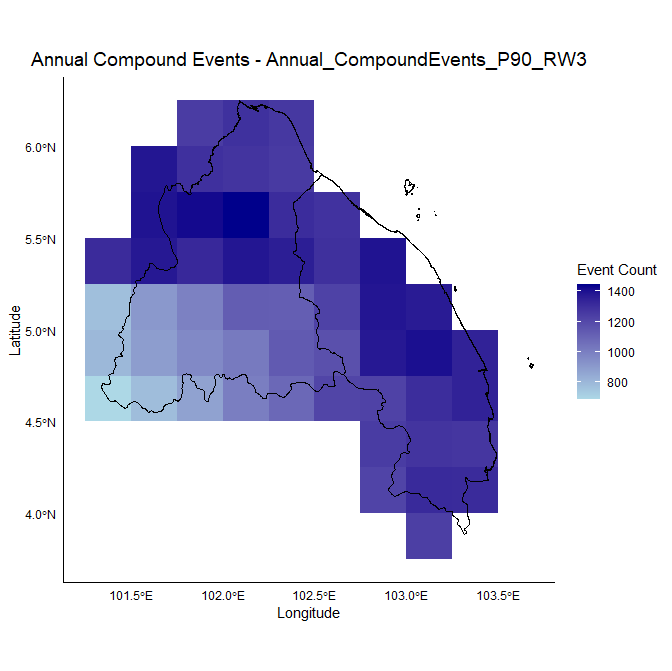 Annual Compound Events - Annual_CompoundEvents_P90_RW3
6.0°N
5.5°N
5.0°N
4.5°N
4.0°N
Latitude
101.5°E 102.0°E 102.5°E 103.0°E 103.5°E
Longitude
Event Count
1400
1200
1000
800